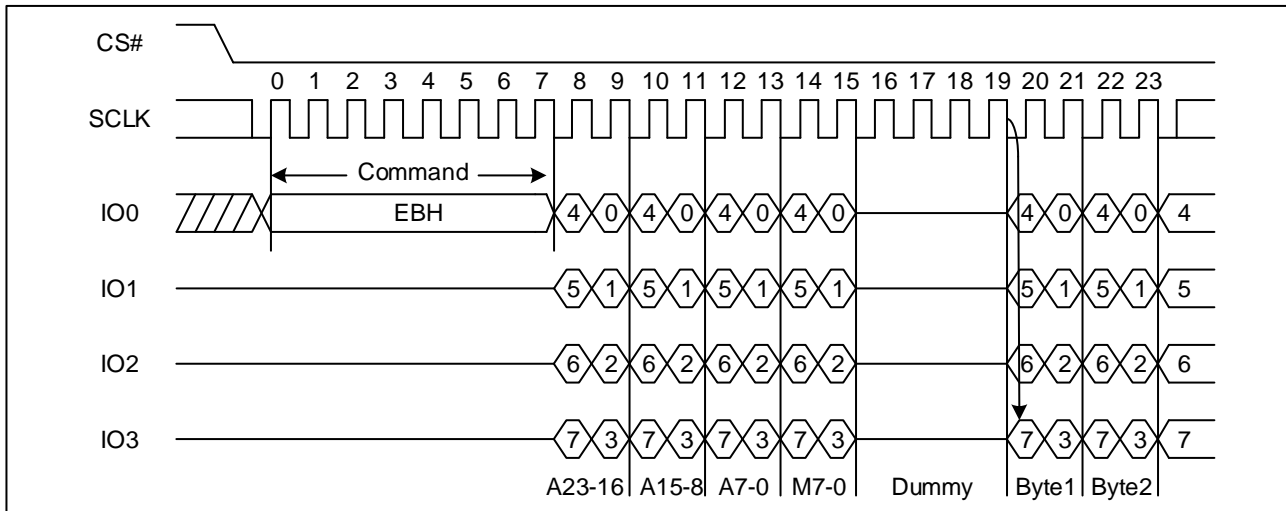 CS#
0 1 2 3 4 5 6 7 8 9 10 11 12 13 14 15 16 17 18 19 20 21 22 23
SCLK
Command
IO0 EBH 4 0 4 0 4 0 4 0 4 0 4 0 4
IO1 5 1 5 1 5 1 5 1 5 1 5 1 5
IO2 6 2 6 2 6 2 6 2 6 2 6 2 6
IO3 7 3 7 3 7 3 7 3 7 3 7 3 7
A23-16 A15-8 A7-0 M7-0 Dummy Byte1 Byte2